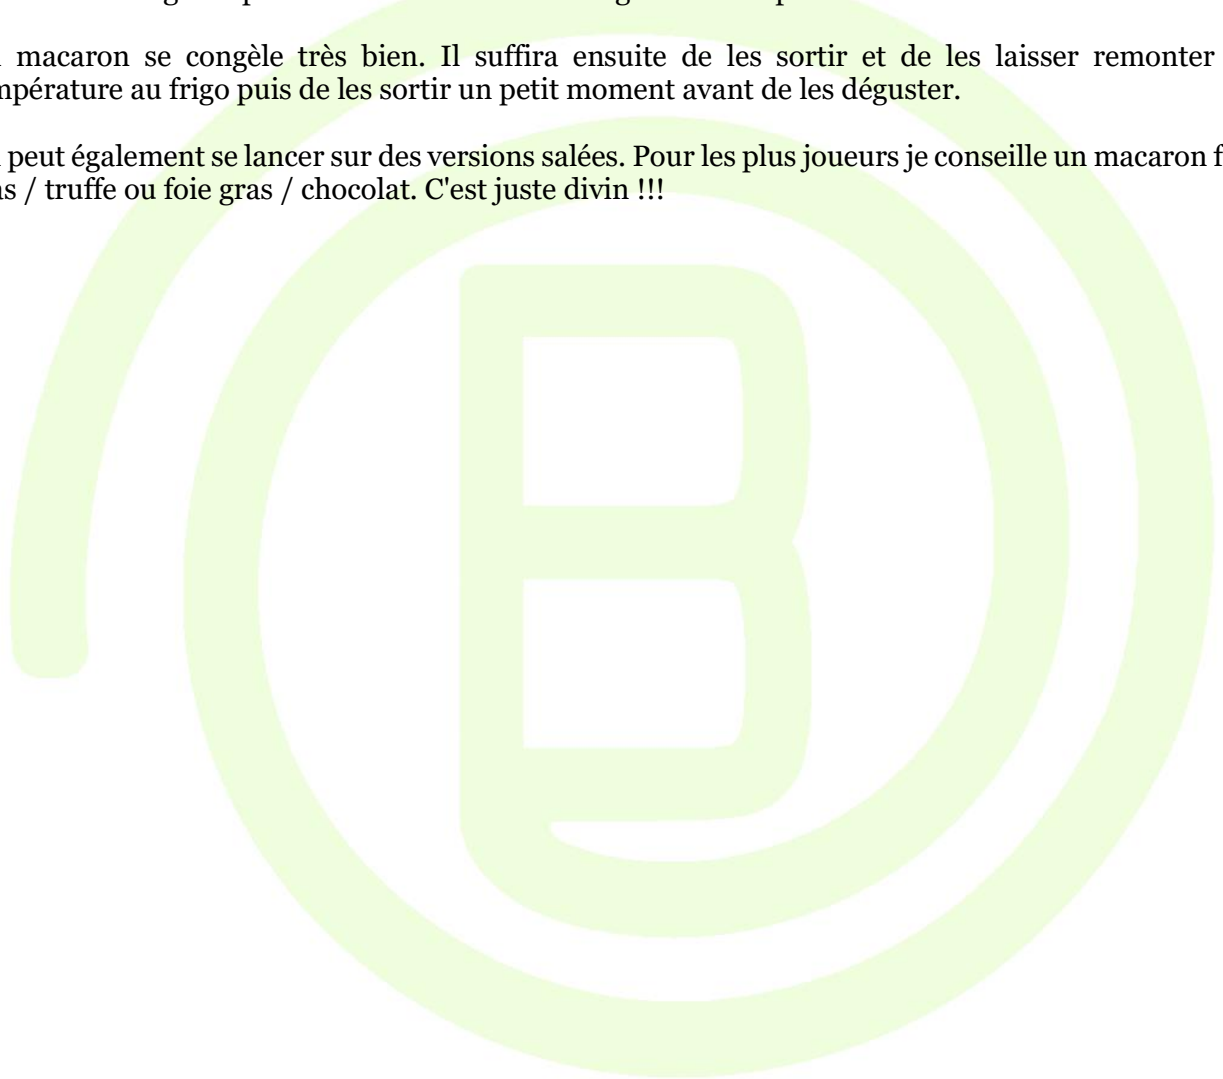 macaron se congèle très bien. Il suffira ensuite de les sortir et de les laisser remonter
mpérature au frigo puis de les sortir un petit moment avant de les déguster.
peut également se lancer sur des versions salées. Pour les plus joueurs je conseille un macaron f
as / truffe ou foie gras / chocolat. C'est juste divin !!!
B